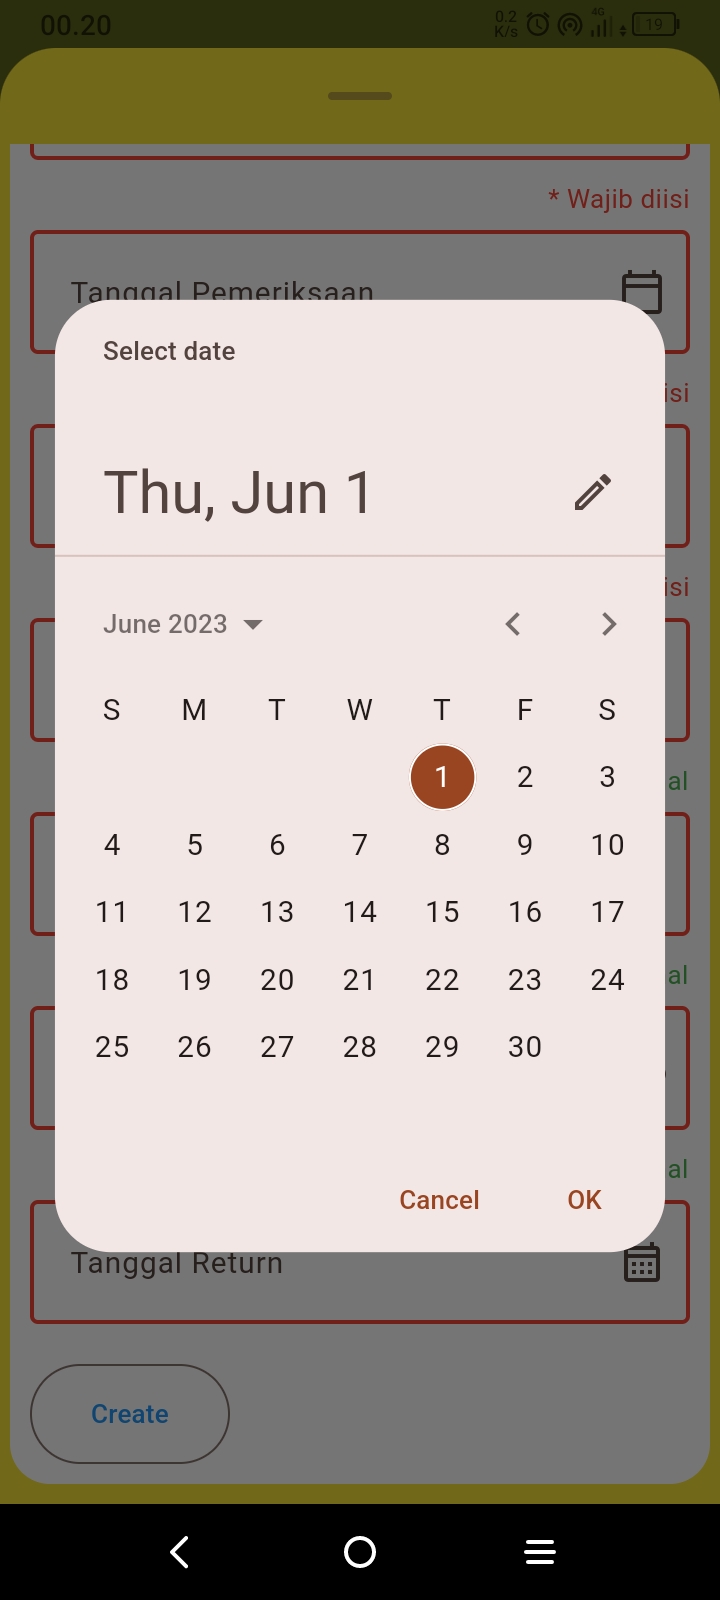 00.20
0.2
K/s
4G
19
* Wajib diisi
Tanggal Pemeriksaan
Select date
isi
Thu, Jun 1
isi
June 2023
S M T W T F S
1 2 3
al
4 5 6 7 8 9 10
11 12 13 14 15 16 17
18 19 20 21 22 23 24
al
25 26 27 28 29 30
al
Cancel OK
Tanggal Return
Create